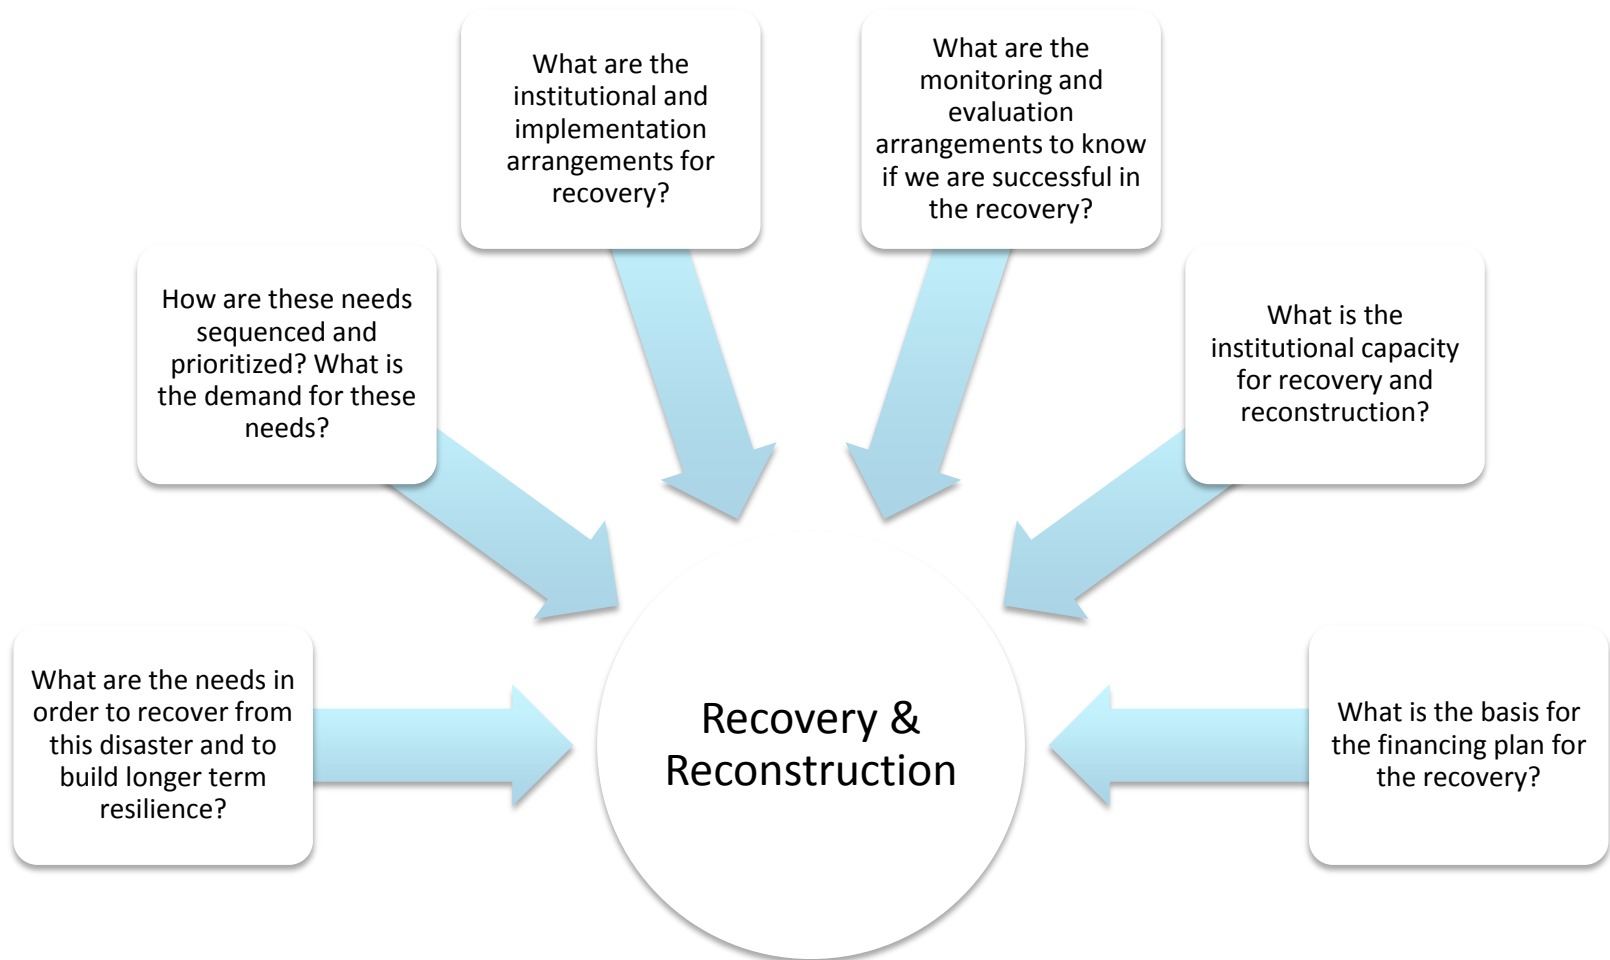 What are the
institutional and
implementation
arrangements for
recovery?
What are the
monitoring and
evaluation
arrangements to know
if we are successful in
the recovery?
How are these needs
sequenced and
prioritized? What is
the demand for these
needs?
What is the
institutional capacity
for recovery and
reconstruction?
What are the needs in
order to recover from
this disaster and to
build longer term
resilience?
Recovery &
Reconstruction
What is the basis for
the financing plan for
the recovery?